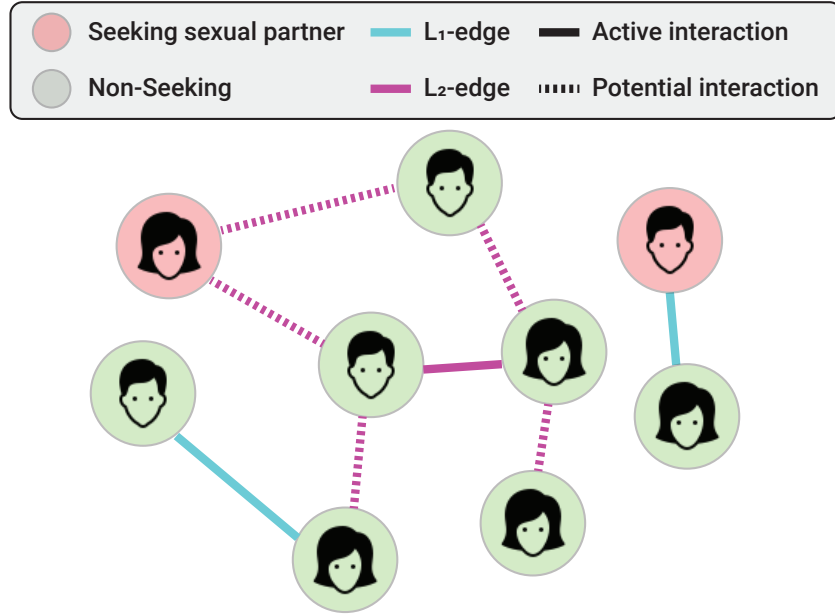 Seeking sexual partner L₁-edge Active interaction
Non-Seeking L₂-edge Potential interaction